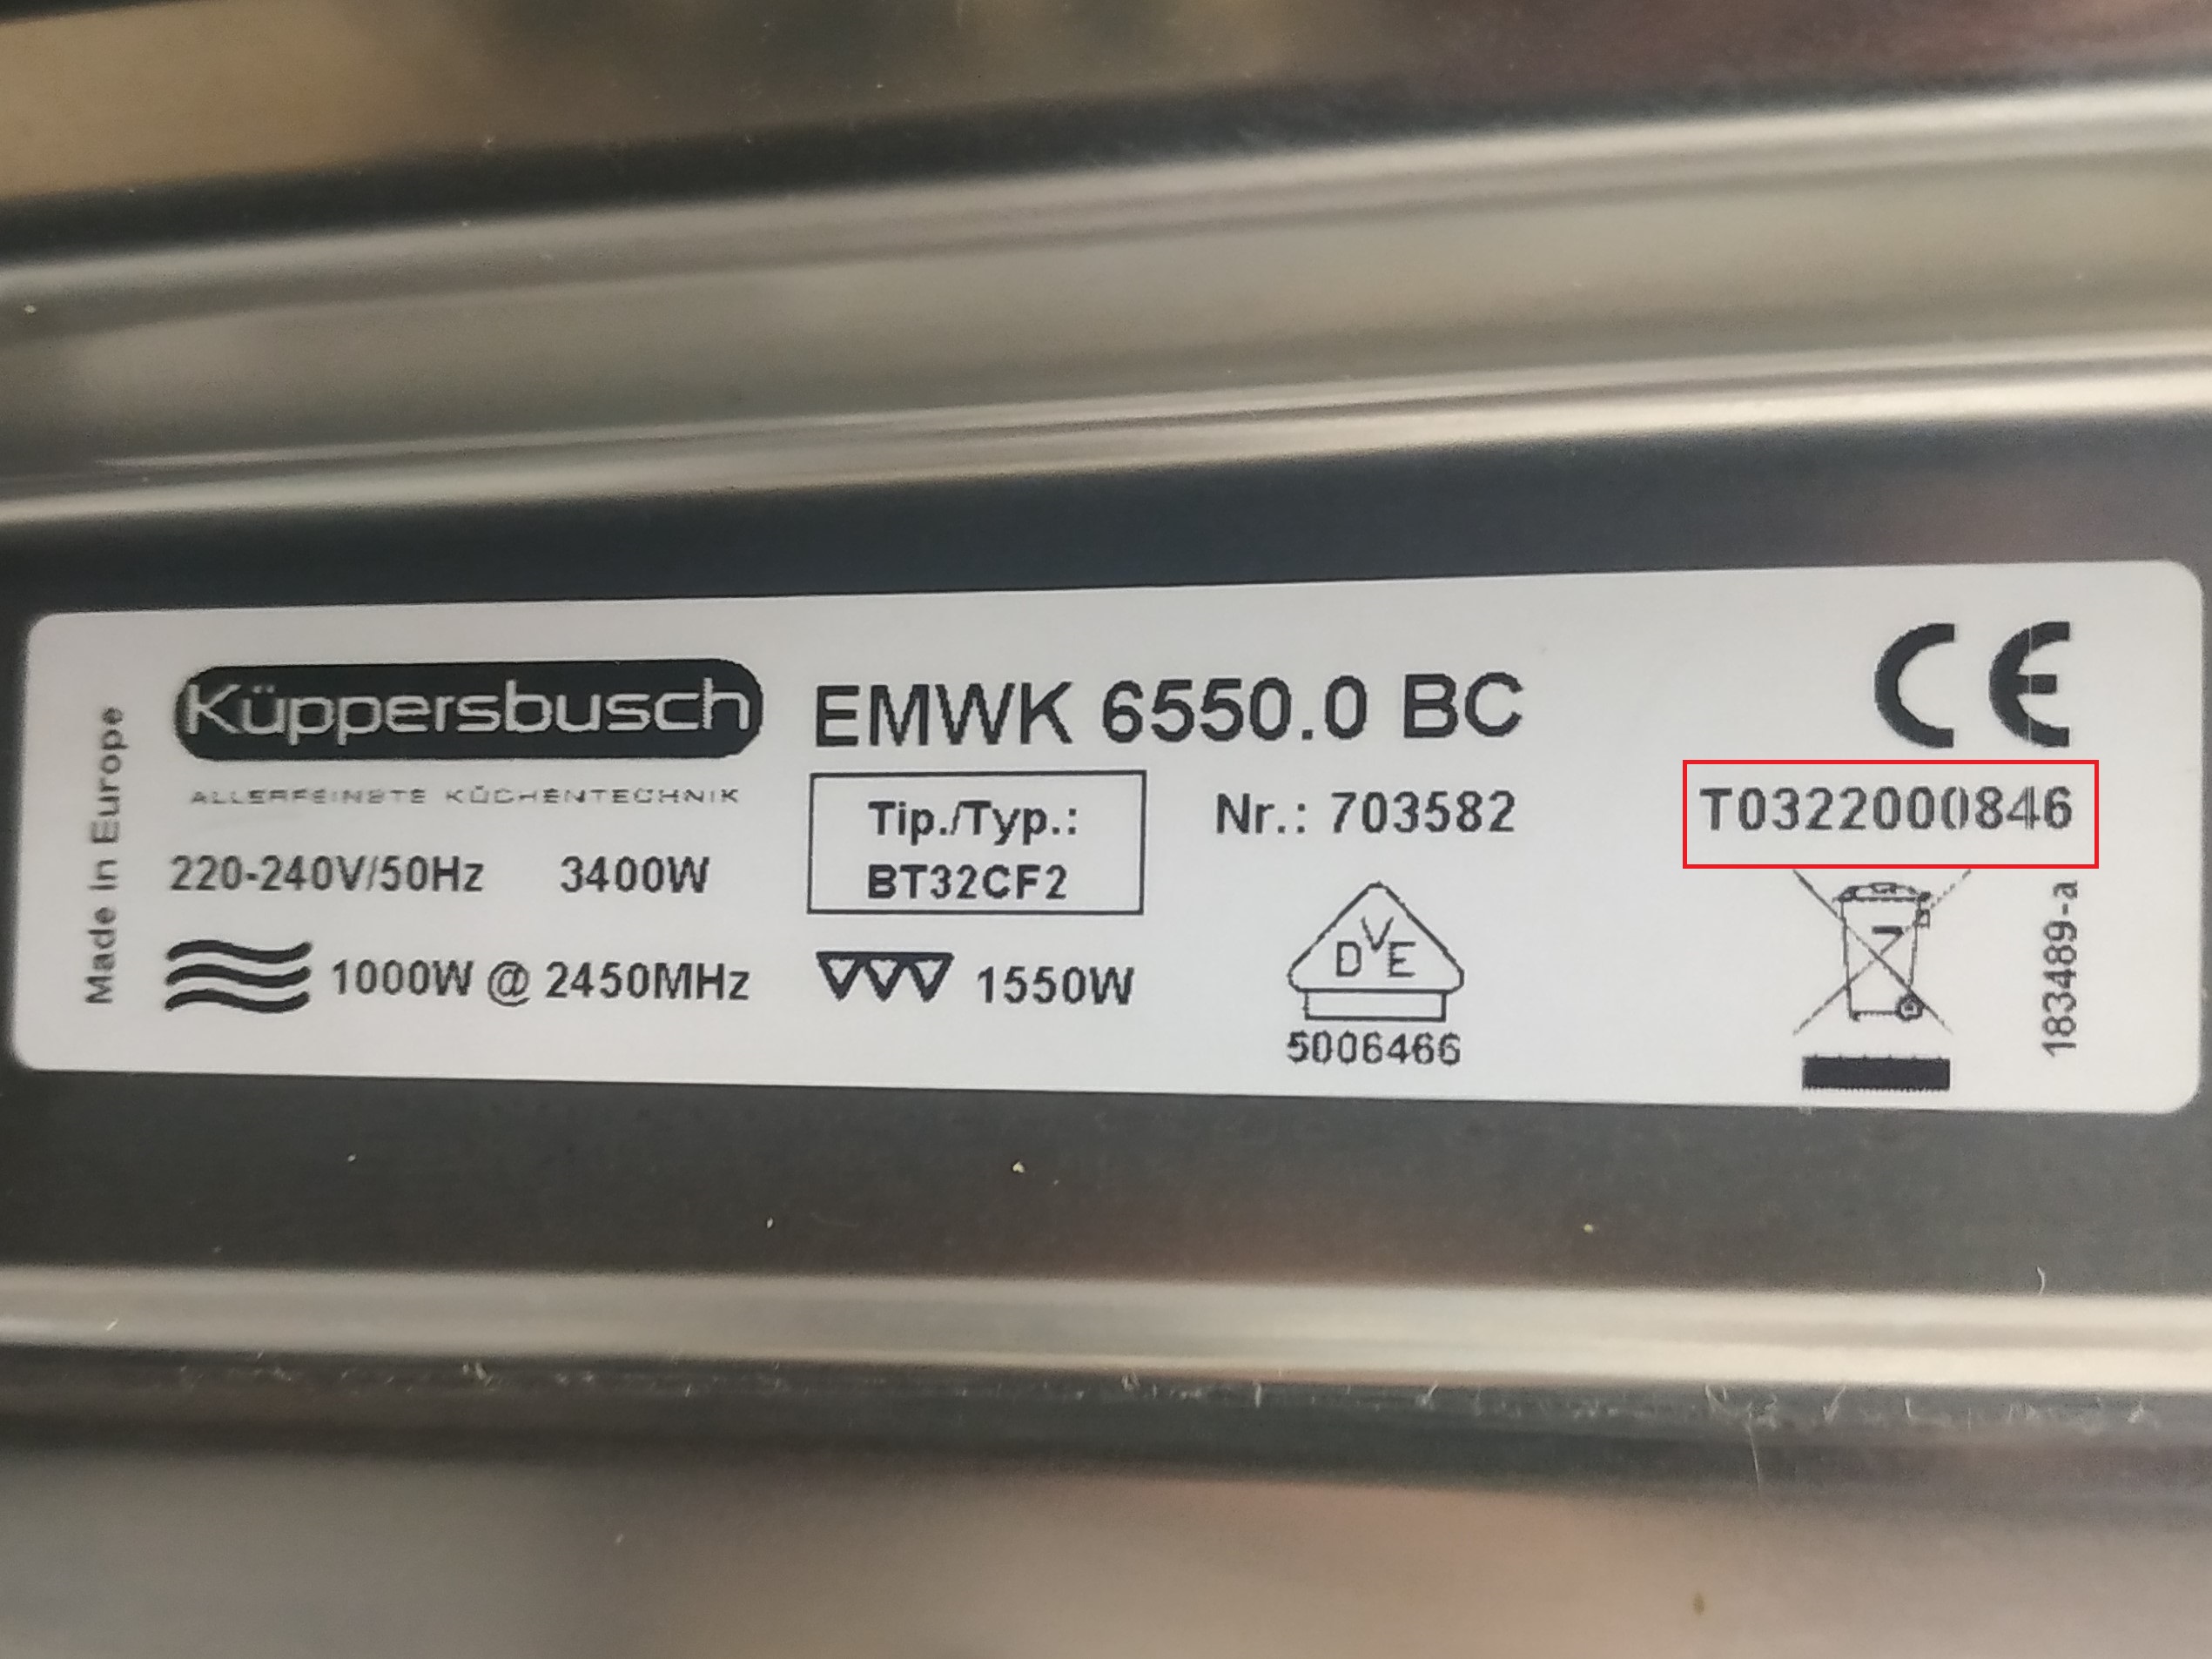 Made in Europe
Küppersbusch
ALLERFEINSTE KÜCHENTECHNIK
EMWK 6550.0 BC
CE
Tip./Typ.:
BT32CF2
Nr.: 703582
T0322000846
220-240V/50Hz 3400W
1000W @ 2450MHz
1550W
DVE
5006466
183489-a